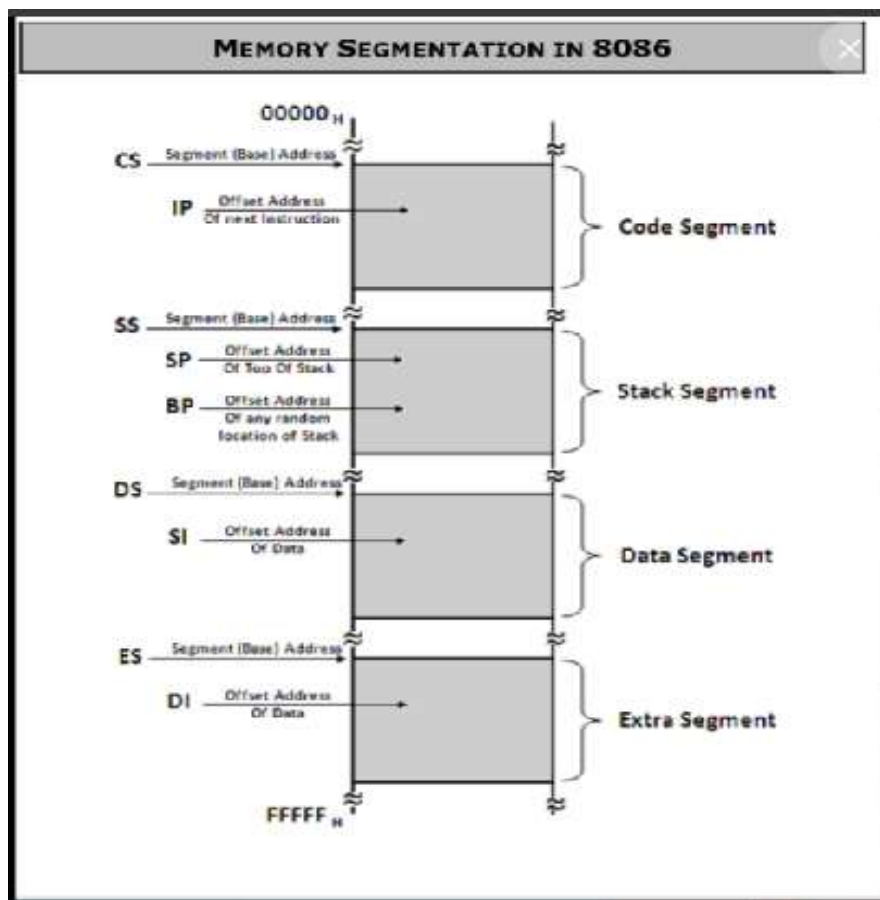 MEMORY SEGMENTATION IN 8086
00000 H
CS Segment (Base) Address
IP Offset Address
Of next Instruction
Code Segment
SS Segment (Base) Address
SP Offset Address
Of Top Of Stack
BP Offset Address
Of any random
location of Stack
Stack Segment
DS Segment (Base) Address
SI Offset Address
Of Data
Data Segment
ES Segment (Base) Address
DI Offset Address
Of Data
Extra Segment
FFFFF H